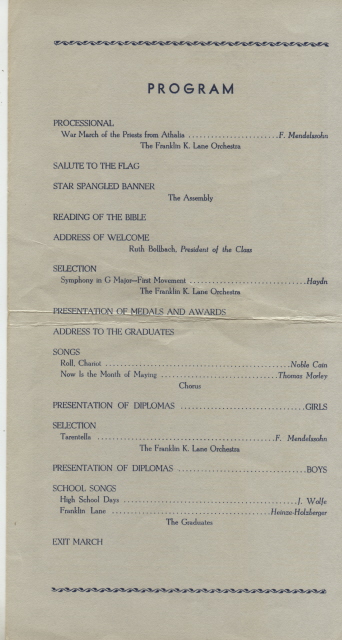 PROGRAM
PROCESSIONAL
War March of the Priests from Athalia ........................ F. Mendelssohn
The Franklin K. Lane Orchestra
SALUTE TO THE FLAG
STAR SPANGLED BANNER
The Assembly
READING OF THE BIBLE
ADDRESS OF WELCOME
Ruth Bollbach, President of the Class
SELECTION
Symphony in G Major—First Movement ........................ Haydn
The Franklin K. Lane Orchestra
PRESENTATION OF MEDALS AND AWARDS
ADDRESS TO THE GRADUATES
SONGS
Roll, Chariot ........................ Noble Cain
Now Is the Month of Maying ........................ Thomas Morley
Chorus
PRESENTATION OF DIPLOMAS ........................ GIRLS
SELECTION
Tarentella ........................ F. Mendelssohn
The Franklin K. Lane Orchestra
PRESENTATION OF DIPLOMAS ........................ BOYS
SCHOOL SONGS
High School Days ........................ J. Wolfe
Franklin Lane ........................ Heinze-Holzberger
The Graduates
EXIT MARCH